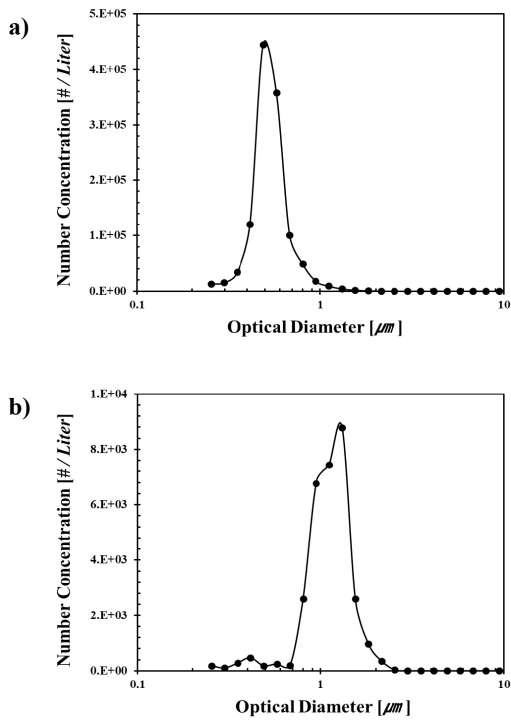 a)
5.E+05
4.E+05
3.E+05
2.E+05
1.E+05
0.E+00
Number Concentration [# / Liter]
0.1
1
10
Optical Diameter [μm]
b)
1.E+04
8.E+03
6.E+03
4.E+03
2.E+03
0.E+00
Number Concentration [# / Liter]
0.1
1
10
Optical Diameter [μm]